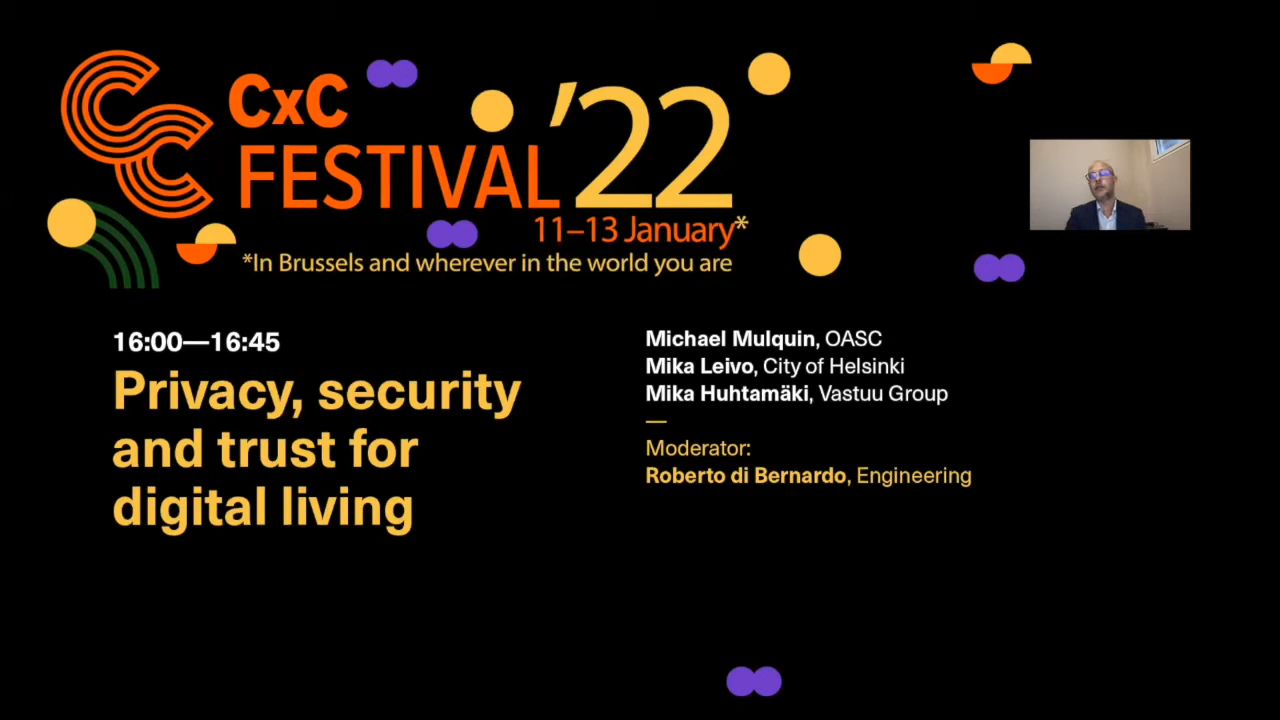 CxC
FESTIVAL '22
11–13 January*
*In Brussels and wherever in the world you are
16:00—16:45
Privacy, security
and trust for
digital living
Michael Mulquin, OASC
Mika Leivo, City of Helsinki
Mika Huhtamäki, Vastuu Group
—
Moderator:
Roberto di Bernardo, Engineering